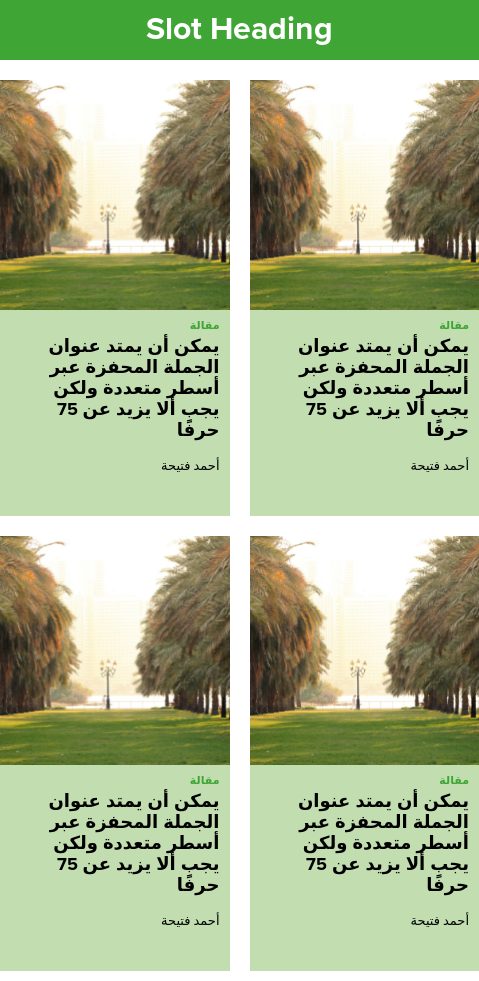 Slot Heading
مقالة
يمكن أن يمتد عنوان
الجملة المحفزة عبر
أسطر متعددة ولكن
يجب ألا يزيد عن 75
حرفًا
أحمد فتيحة
مقالة
يمكن أن يمتد عنوان
الجملة المحفزة عبر
أسطر متعددة ولكن
يجب ألا يزيد عن 75
حرفًا
أحمد فتيحة
مقالة
يمكن أن يمتد عنوان
الجملة المحفزة عبر
أسطر متعددة ولكن
يجب ألا يزيد عن 75
حرفًا
أحمد فتيحة
مقالة
يمكن أن يمتد عنوان
الجملة المحفزة عبر
أسطر متعددة ولكن
يجب ألا يزيد عن 75
حرفًا
أحمد فتيحة